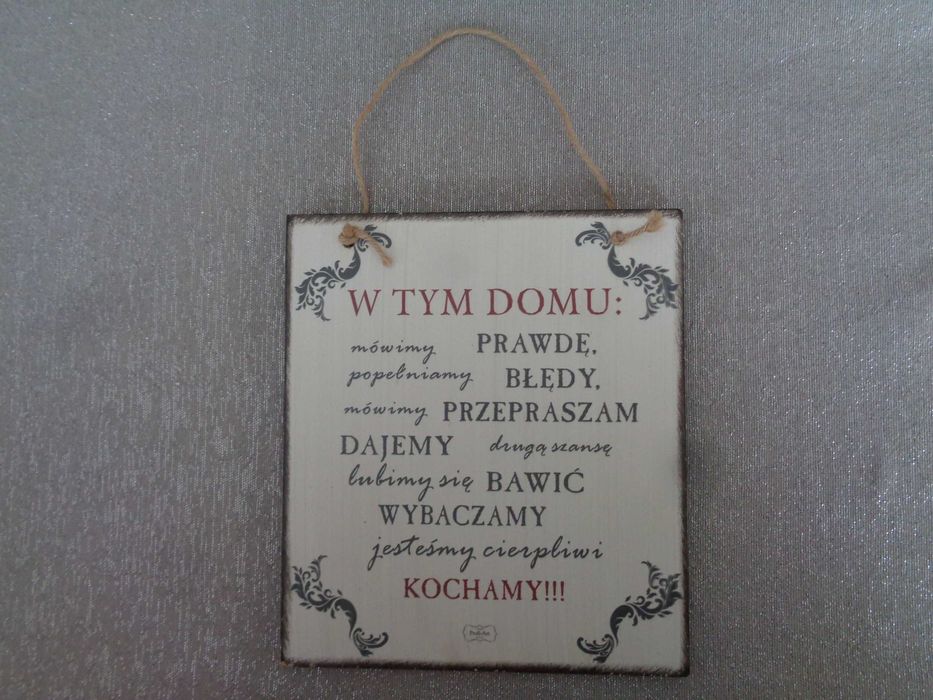 W TYM DOMU:
mówimy PRAWDĘ,
popełniamy BŁĘDY,
mówimy PRZEPRASZAM
DAJEMY drugą szansę
lubimy się BAWIĆ
WYBACZAMY
jesteśmy cierpliwi
KOCHAMY!!!